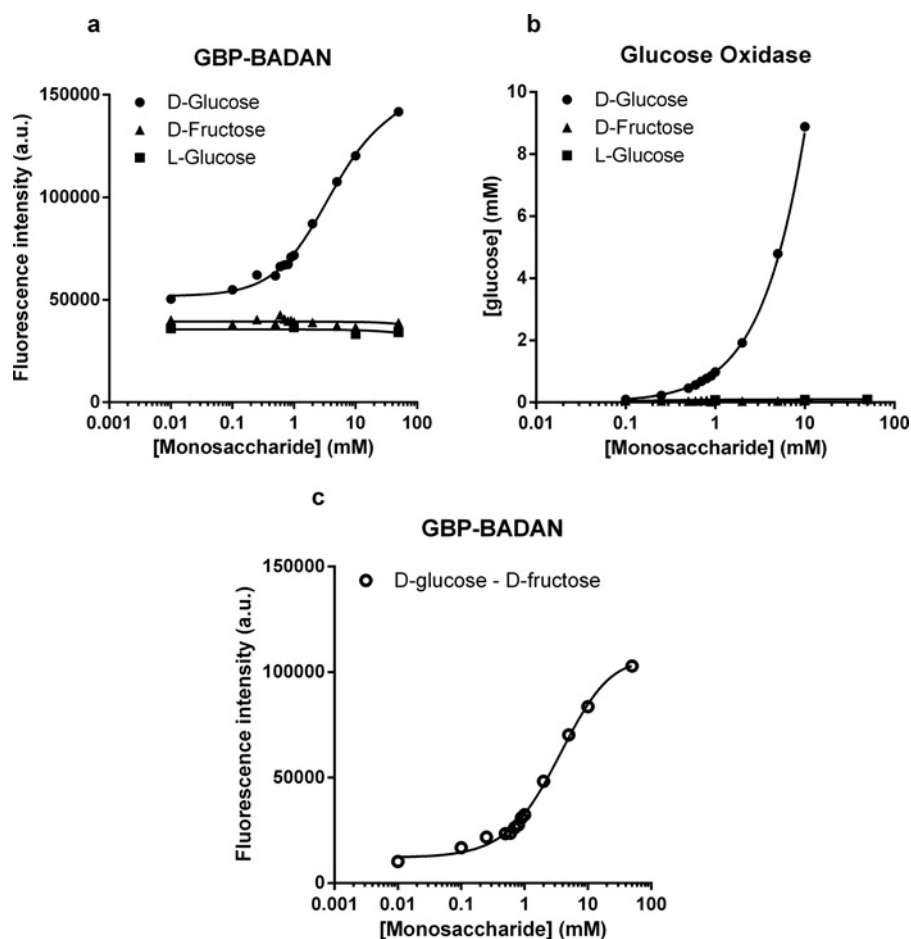 a
GBP-BADAN
D-Glucose
D-Fructose
L-Glucose
150000
100000
50000
0
Fluorescence intensity (a.u.)
0.001 0.01 0.1 1 10 100
[Monosaccharide] (mM)
b
Glucose Oxidase
D-Glucose
D-Fructose
L-Glucose
10
8
6
4
2
0
[glucose] (mM)
0.01 0.1 1 10 100
[Monosaccharide] (mM)
c
GBP-BADAN
D-glucose - D-fructose
150000
100000
50000
0
Fluorescence intensity (a.u.)
0.001 0.01 0.1 1 10 100
[Monosaccharide] (mM)